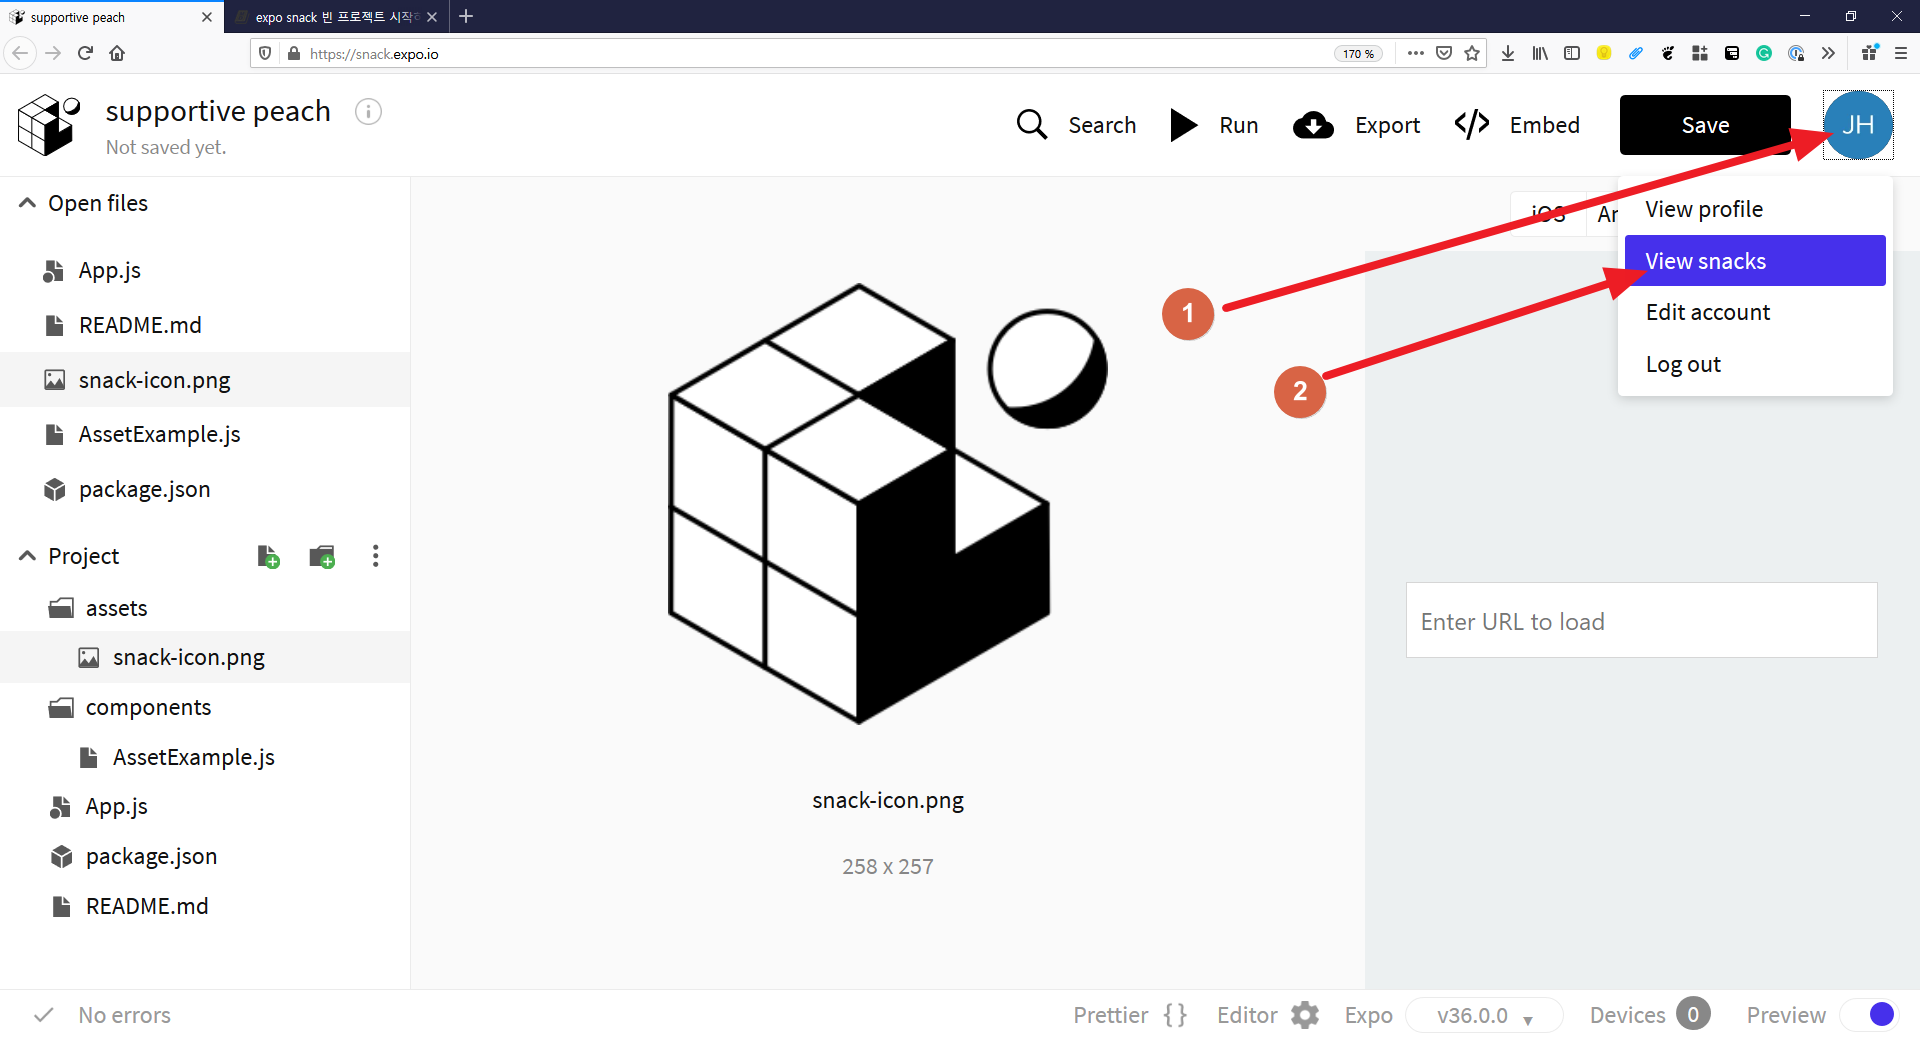 supportive peach
expo snack 빈 프로젝트 시작하
https://snack.expo.io
170 %
supportive peach
Not saved yet.
Search
Run
Export
Embed
Save
JH
Open files
App.js
README.md
snack-icon.png
AssetExample.js
package.json
Project
assets
snack-icon.png
components
AssetExample.js
App.js
package.json
README.md
iOS
An
View profile
View snacks
Edit account
Log out
1
2
Enter URL to load
snack-icon.png
258 x 257
No errors
Prettier {}
Editor
Expo
v36.0.0
Devices 0
Preview